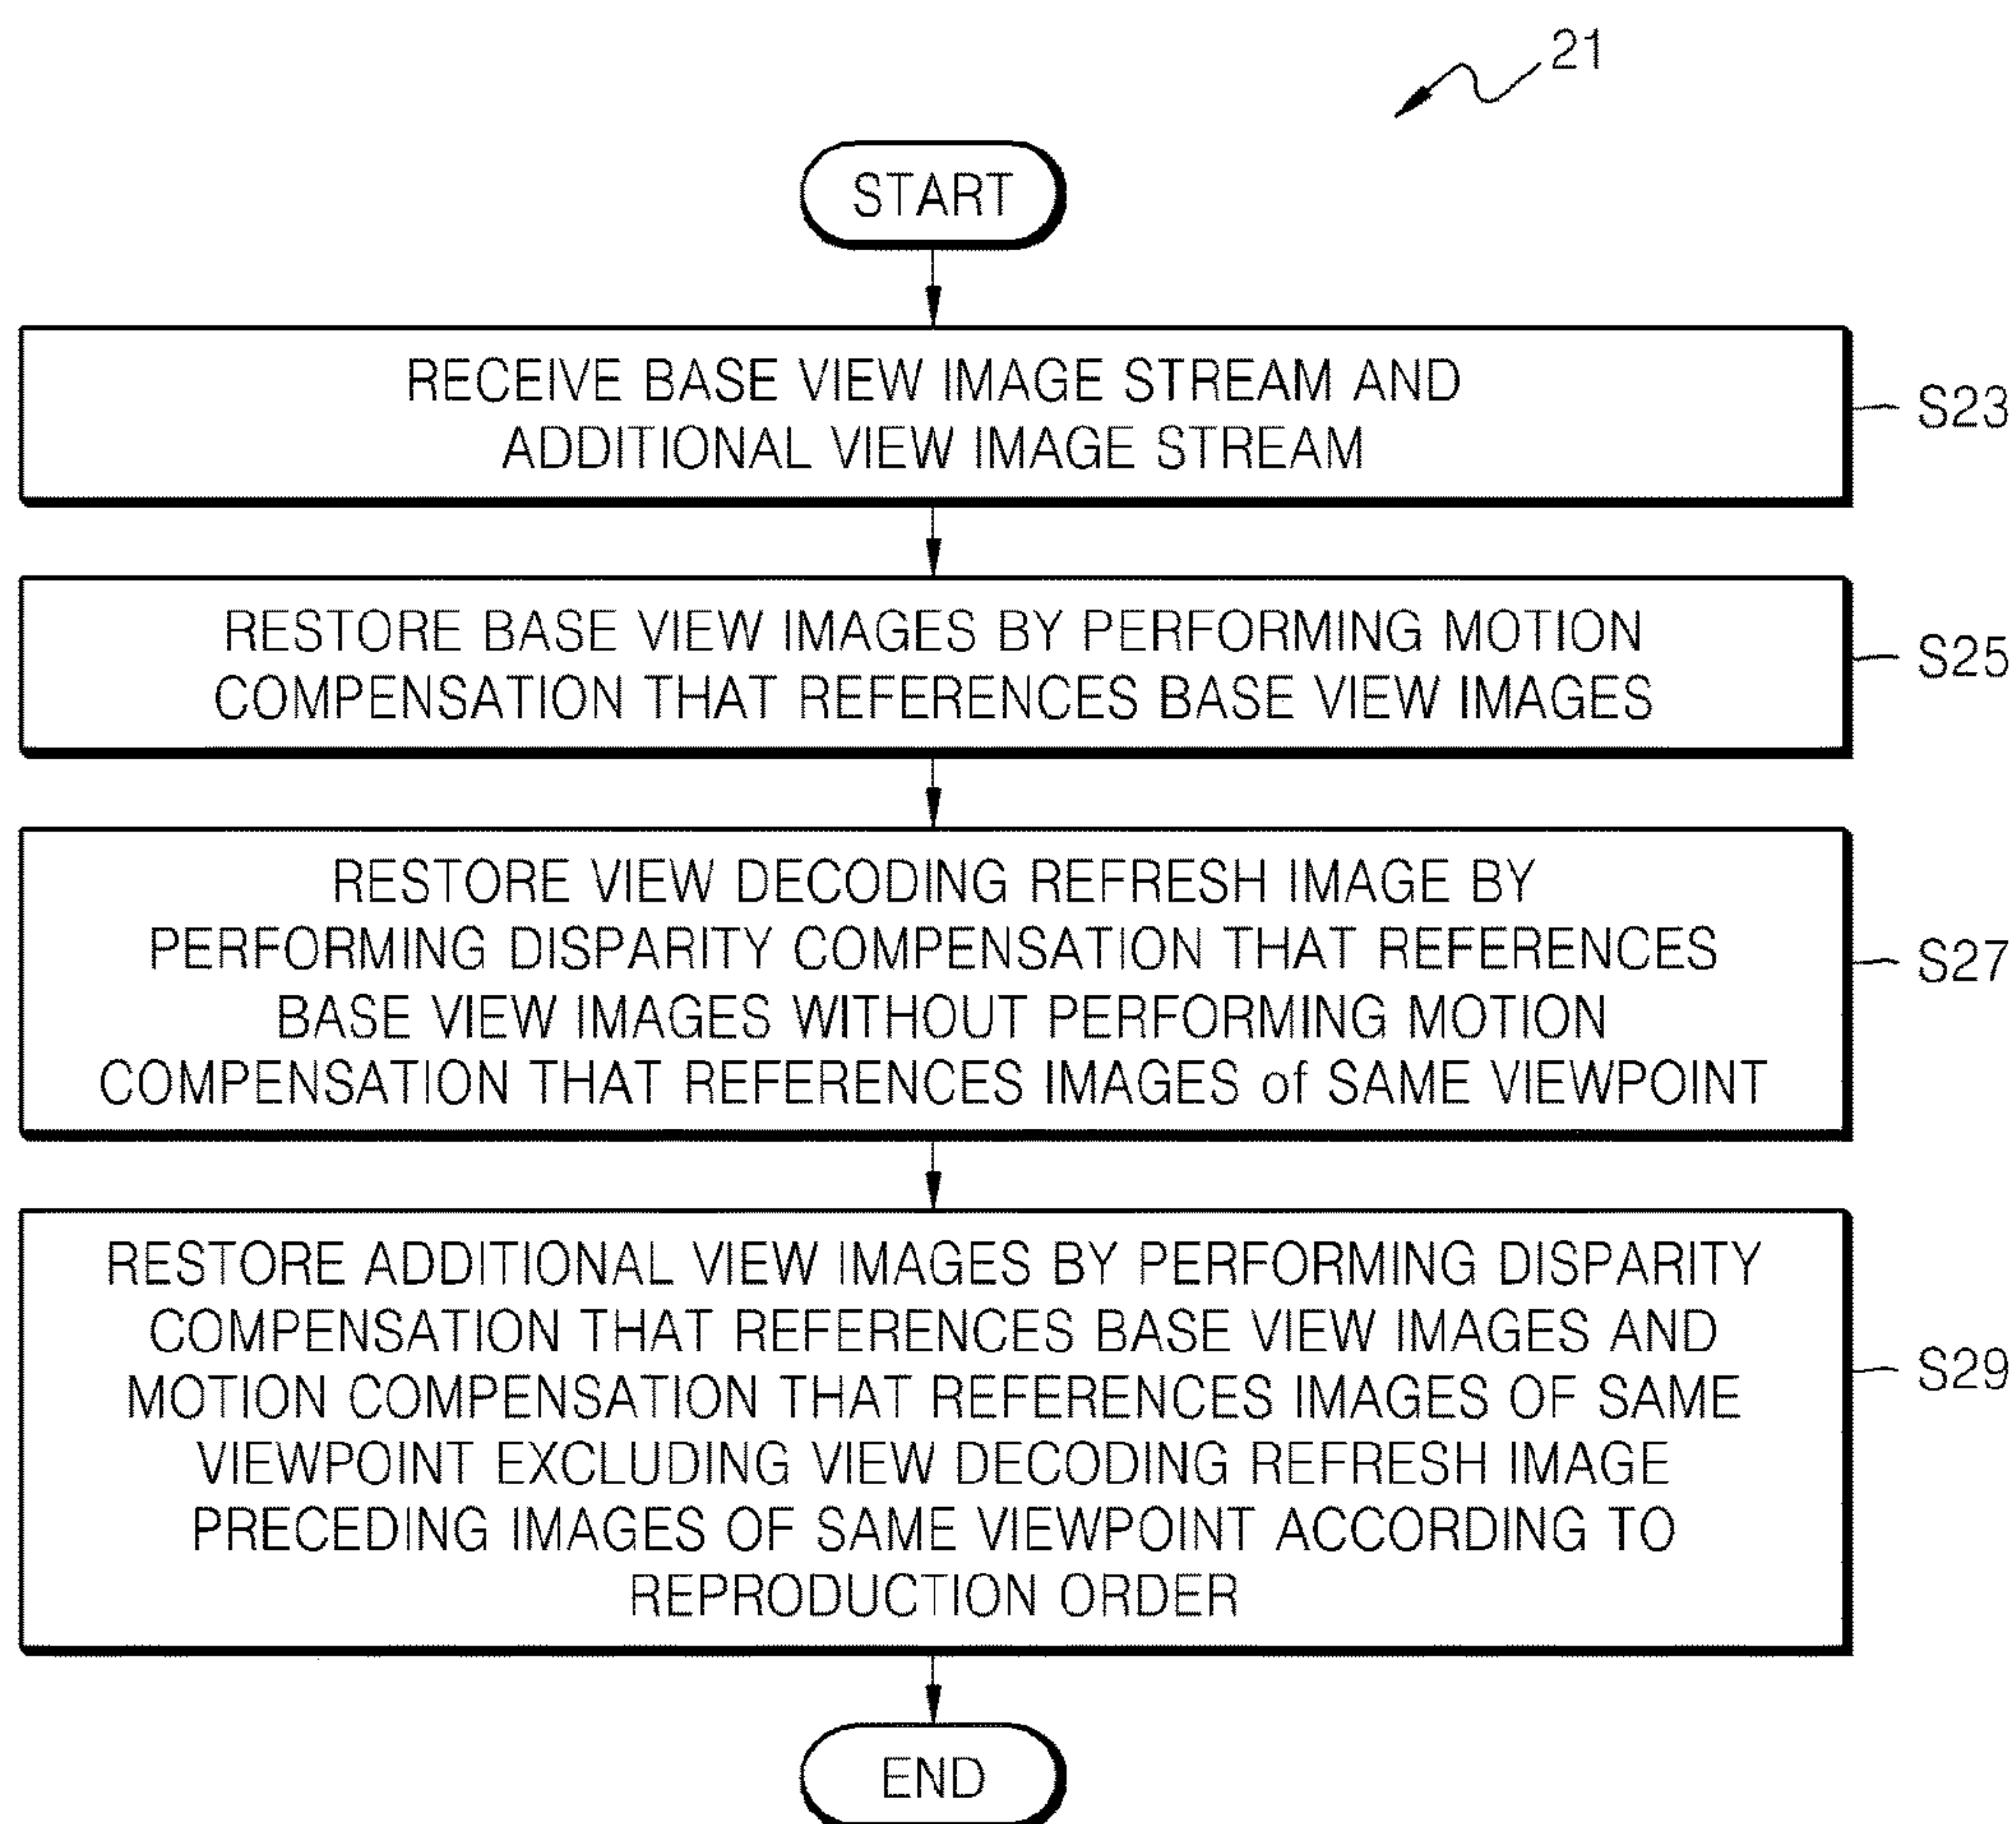 21
START
RECEIVE BASE VIEW IMAGE STREAM AND
ADDITIONAL VIEW IMAGE STREAM
S23
RESTORE BASE VIEW IMAGES BY PERFORMING MOTION
COMPENSATION THAT REFERENCES BASE VIEW IMAGES
S25
RESTORE VIEW DECODING REFRESH IMAGE BY
PERFORMING DISPARITY COMPENSATION THAT REFERENCES
BASE VIEW IMAGES WITHOUT PERFORMING MOTION
COMPENSATION THAT REFERENCES IMAGES of SAME VIEWPOINT
S27
RESTORE ADDITIONAL VIEW IMAGES BY PERFORMING DISPARITY
COMPENSATION THAT REFERENCES BASE VIEW IMAGES AND
MOTION COMPENSATION THAT REFERENCES IMAGES OF SAME
VIEWPOINT EXCLUDING VIEW DECODING REFRESH IMAGE
PRECEDING IMAGES OF SAME VIEWPOINT ACCORDING TO
REPRODUCTION ORDER
S29
END